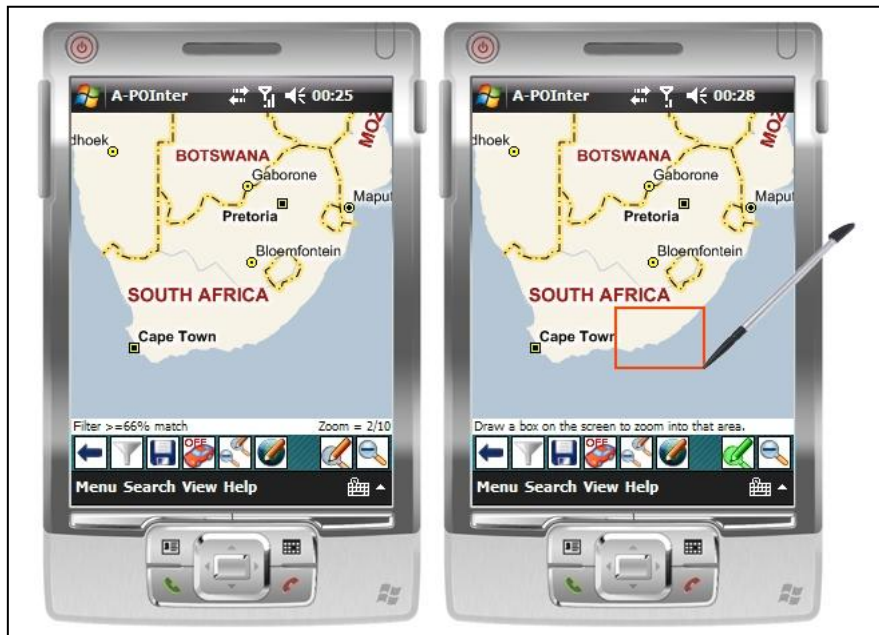 A-POInter 00:25
MOZ
dhoek
BOTSWANA
Gaborone
Pretoria
Maput
Bloemfontein
SOUTH AFRICA
Cape Town
Filter >=66% match Zoom = 2/10
OFF
Menu Search View Help
A-POInter 00:28
MOZ
dhoek
BOTSWANA
Gaborone
Pretoria
Maput
Bloemfontein
SOUTH AFRICA
Cape Town
Draw a box on the screen to zoom into that area.
OFF
Menu Search View Help